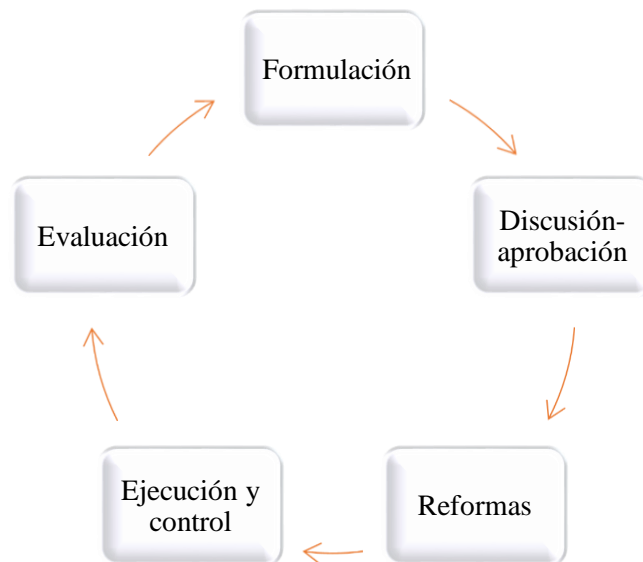 Formulación
Discusión-
aprobación
Reformas
Ejecución y
control
Evaluación